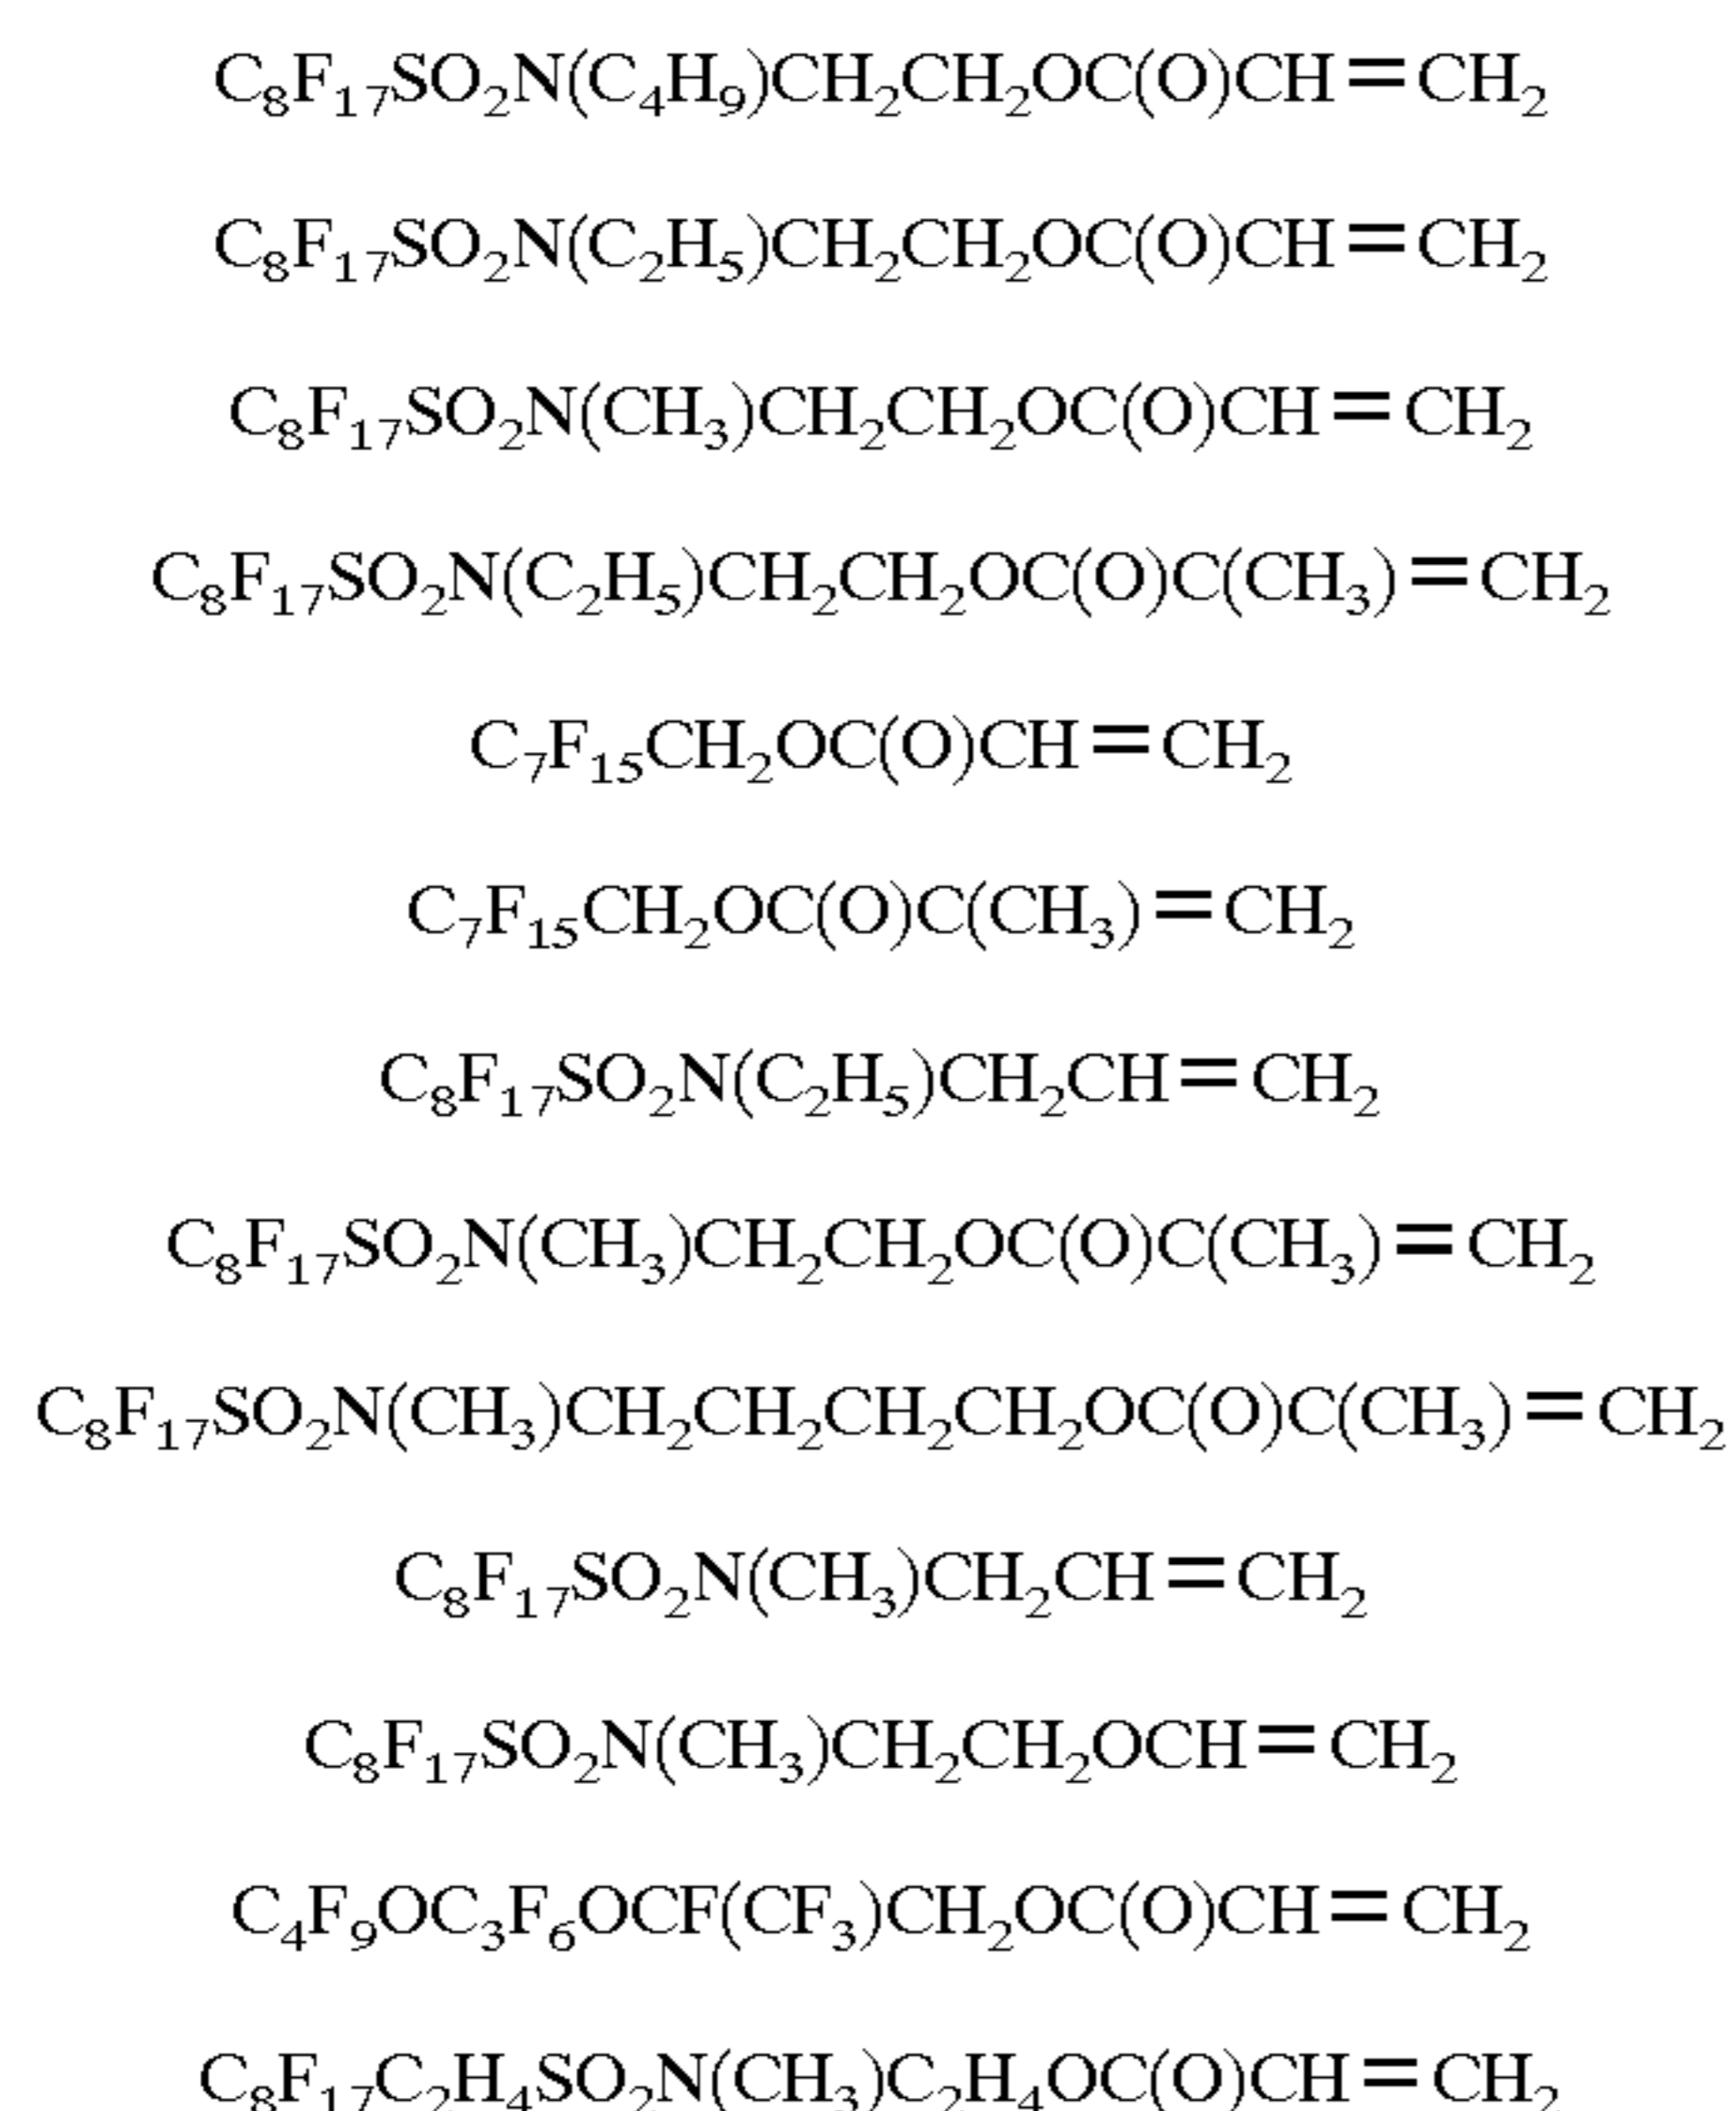 C₈F₁₇SO₂N(C₄H₉)CH₂CH₂OC(O)CH=CH₂
C₈F₁₇SO₂N(C₂H₅)CH₂CH₂OC(O)CH=CH₂
C₈F₁₇SO₂N(CH₃)CH₂CH₂OC(O)CH=CH₂
C₈F₁₇SO₂N(C₂H₅)CH₂CH₂OC(O)C(CH₃)=CH₂
C₇F₁₅CH₂OC(O)CH=CH₂
C₇F₁₅CH₂OC(O)C(CH₃)=CH₂
C₈F₁₇SO₂N(C₂H₅)CH₂CH=CH₂
C₈F₁₇SO₂N(CH₃)CH₂CH₂OC(O)C(CH₃)=CH₂
C₈F₁₇SO₂N(CH₃)CH₂CH₂CH₂CH₂OC(O)C(CH₃)=CH₂
C₈F₁₇SO₂N(CH₃)CH₂CH=CH₂
C₈F₁₇SO₂N(CH₃)CH₂CH₂OCH=CH₂
C₄F₉OC₃F₆OCF(CF₃)CH₂OC(O)CH=CH₂
C₈F₁₇C₂H₄SO₂N(CH₃)C₂H₄OC(O)CH=CH₂